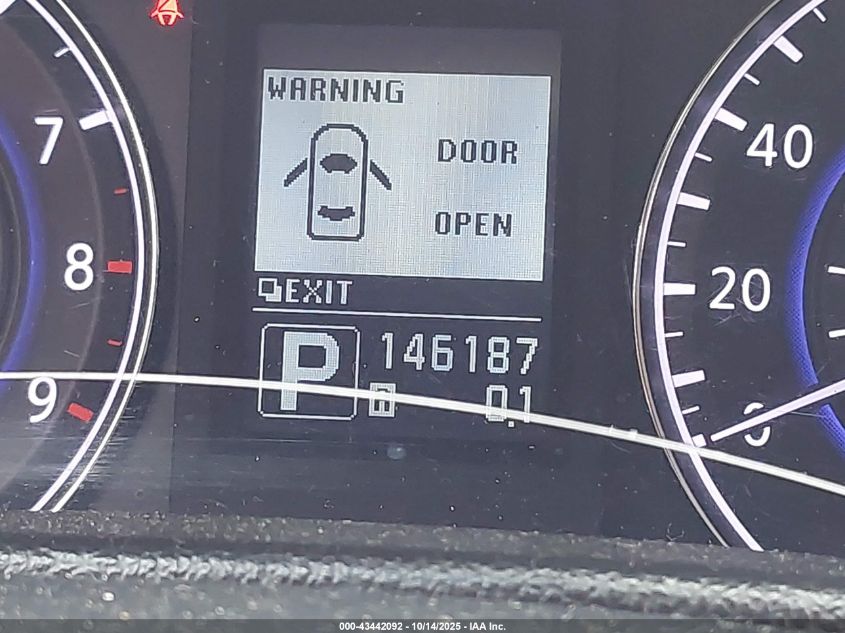 WARNING
DOOR
OPEN
EXIT
P
146187
A 0.1
7
8
9
40
20
0
000-43442092 - 10/14/2025 - IAA Inc.